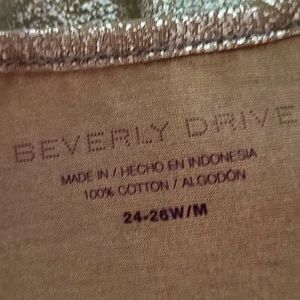 BEVERLY DRIVE
MADE IN / HECHO EN INDONESIA
100% COTTON / ALGODÓN
24-26W/M